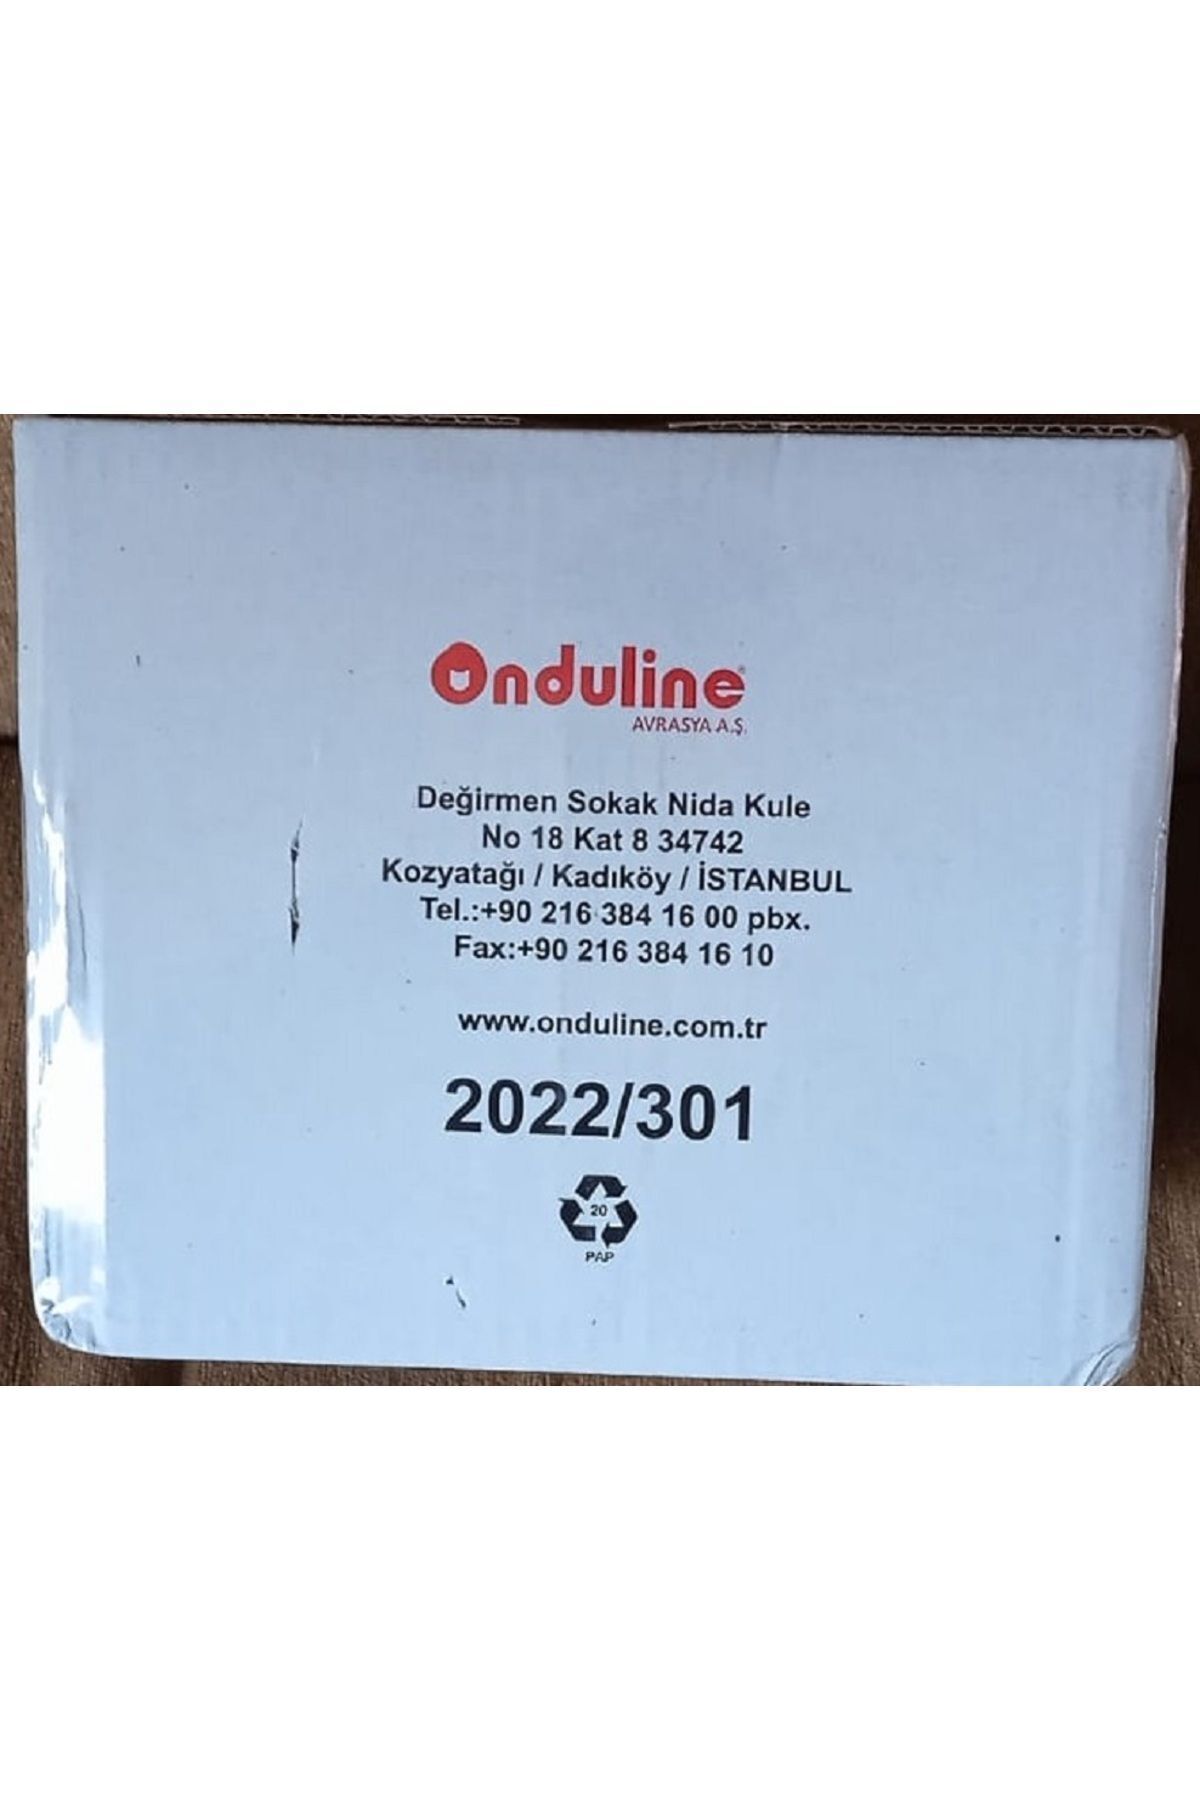 Onduline®
AVRASYA A.Ş.
Değirmen Sokak Nida Kule
No 18 Kat 8 34742
Kozyatağı / Kadıköy / İSTANBUL
Tel.:+90 216 384 16 00 pbx.
Fax:+90 216 384 16 10
www.onduline.com.tr
2022/301
20
PAP